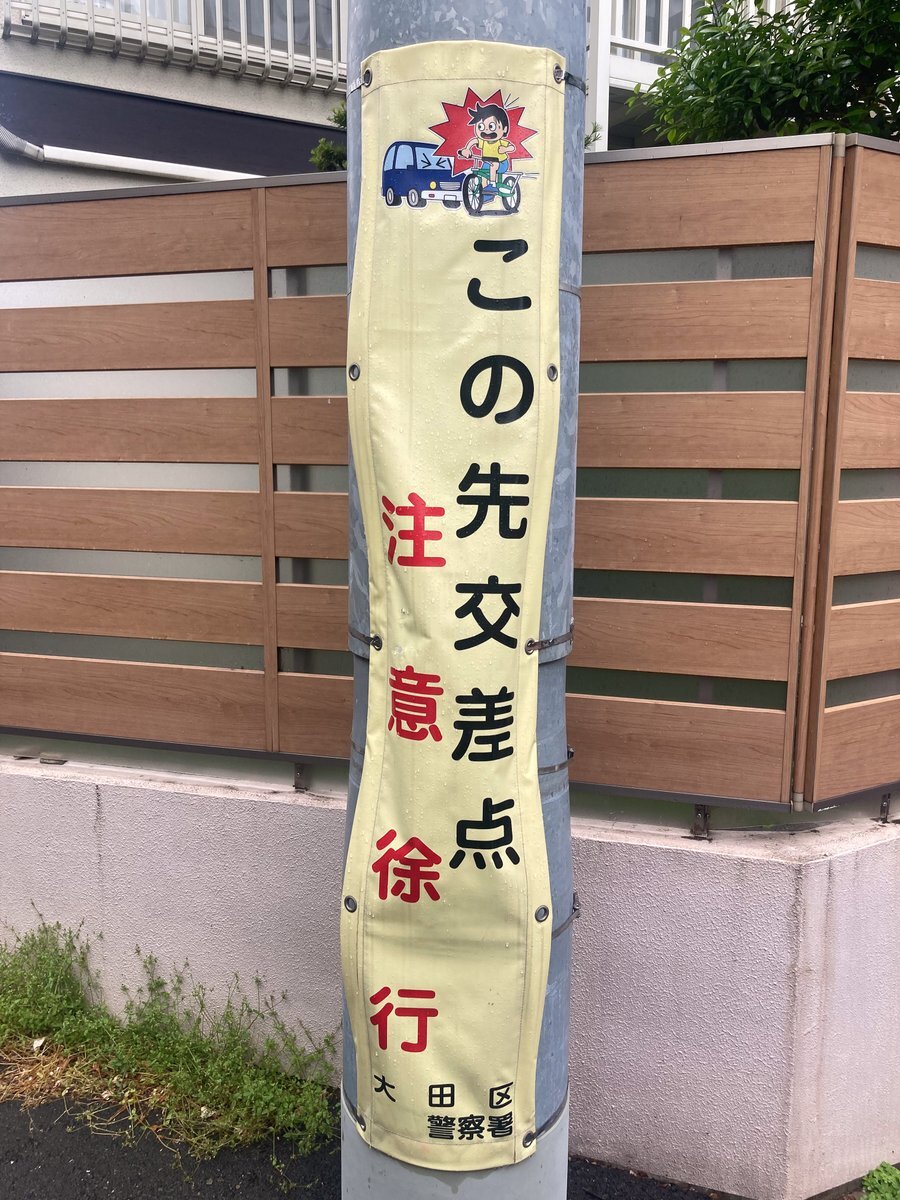 この先交差点
注意徐行
大田区
警察署